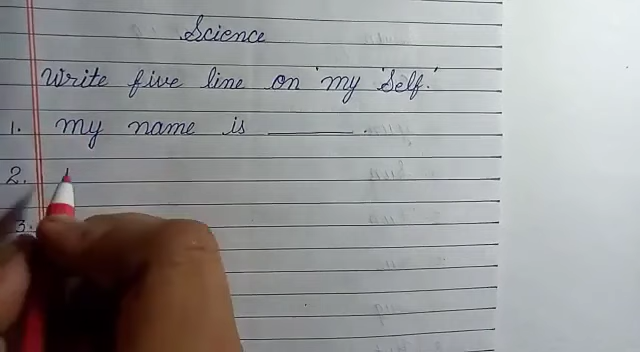 Science
Write five line on 'my self.'
1. My name is ______.
2.
3.